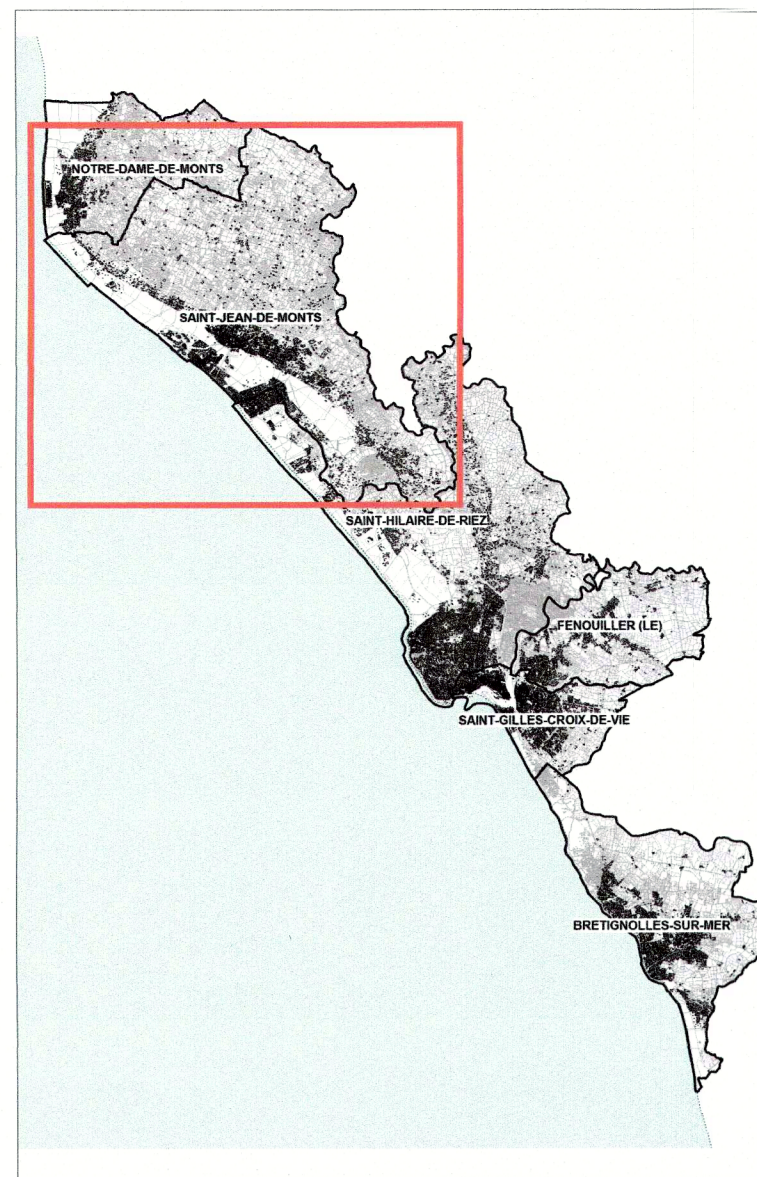 NOTRE-DAME-DE-MONTS
SAINT-JEAN-DE-MONTS
SAINT-HILAIRE-DE-RIEZ
FENOUILLER (LE)
SAINT-GILLES-CROIX-DE-VIE
BRETIGNOLLES-SUR-MER